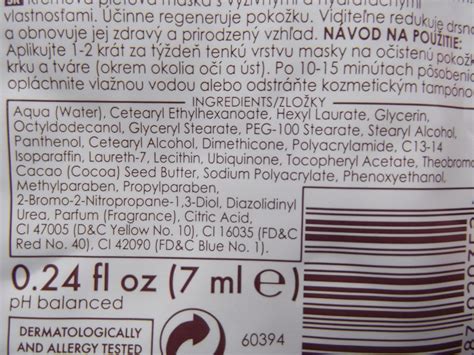 Krémová pleťová maska s výživnými a hydratačnými
vlastnosťami. Účinne regeneruje pokožku. Viditeľne redukuje drsno
a obnovuje jej zdravý a prirodzený vzhľad. NÁVOD NA POUŽITIE:
Aplikujte 1-2 krát za týždeň tenkú vrstvu masky na očistenú pokožk
krku a tváre (okrem okolia očí a úst). Po 10-15 minútach pôsobenie
opláchnite vlažnou vodou alebo odstráňte kozmetickým tampóno
INGREDIENTS/ZLOŽKY
Aqua (Water), Cetearyl Ethylhexanoate, Hexyl Laurate, Glycerin,
Octyldodecanol, Glyceryl Stearate, PEG-100 Stearate, Stearyl Alcohol,
Panthenol, Cetearyl Alcohol, Dimethicone, Polyacrylamide, C13-14
Isoparaffin, Laureth-7, Lecithin, Ubiquinone, Tocopheryl Acetate, Theobroma
Cacao (Cocoa) Seed Butter, Sodium Polyacrylate, Phenoxyethanol,
Methylparaben, Propylparaben,
2-Bromo-2-Nitropropane-1,3-Diol, Diazolidinyl
Urea, Parfum (Fragrance), Citric Acid,
CI 47005 (D&C Yellow No. 10). CI 16035 (FD&C
Red No. 40). CI 42090 (FD&C Blue No. 1).
0.24 fl oz (7 ml e)
pH balanced
DERMATOLOGICALLY
AND ALLERGY TESTED
60394